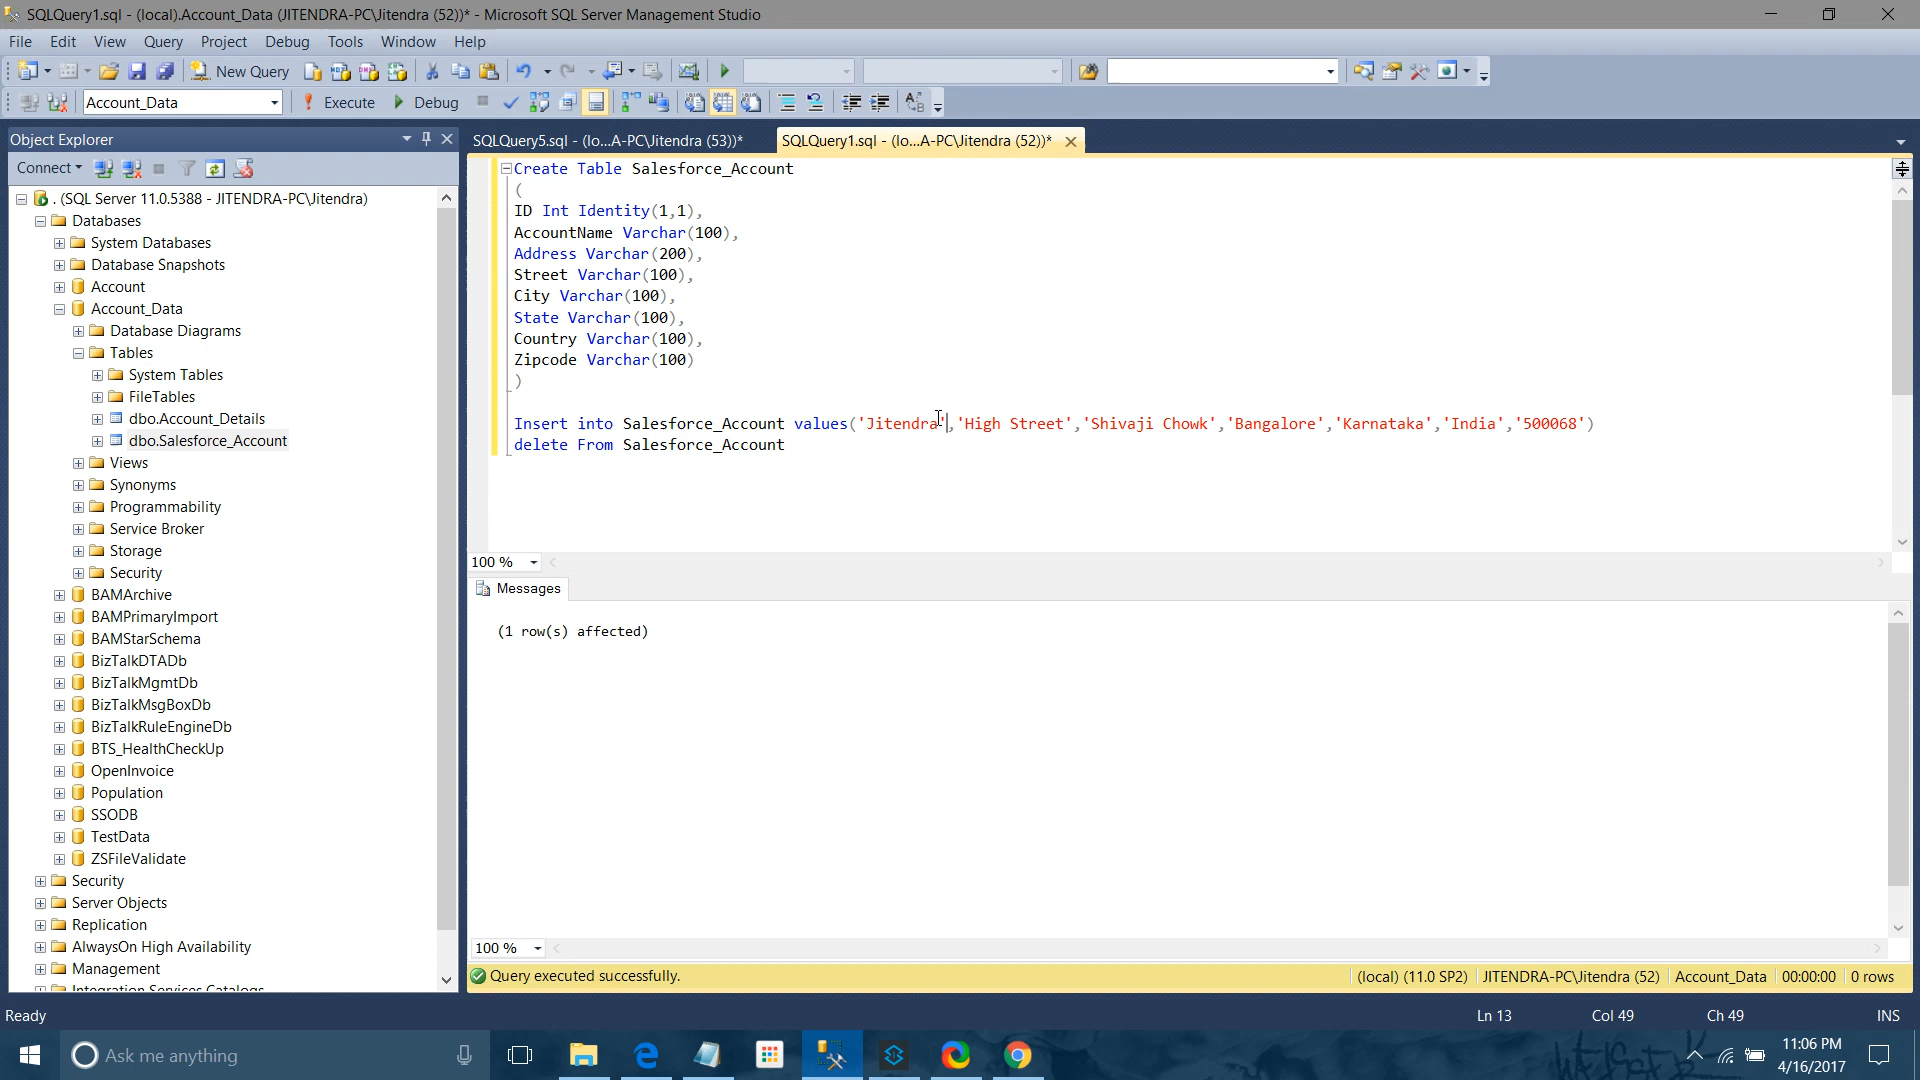 SQLQuery1.sql - (local).Account_Data (JITENDRA-PC\Jitendra (52))* - Microsoft SQL Server Management Studio
File Edit View Query Project Debug Tools Window Help
New Query
Account_Data Execute Debug
Object Explorer
Connect
. (SQL Server 11.0.5388 - JITENDRA-PC\Jitendra)
Databases
System Databases
Database Snapshots
Account
Account_Data
Database Diagrams
Tables
System Tables
FileTables
dbo.Account_Details
dbo.Salesforce_Account
Views
Synonyms
Programmability
Service Broker
Storage
Security
BAMArchive
BAMPrimaryImport
BAMStarSchema
BizTalkDTADb
BizTalkMgmtDb
BizTalkMsgBoxDb
BizTalkRuleEngineDb
BTS_HealthCheckUp
OpenInvoice
Population
SSODB
TestData
ZSFileValidate
Security
Server Objects
Replication
AlwaysOn High Availability
Management
Integration Services Catalogs
SQLQuery5.sql - (lo...A-PC\Jitendra (53))* SQLQuery1.sql - (lo...A-PC\Jitendra (52))*
Create Table Salesforce_Account
(
ID Int Identity(1,1),
AccountName Varchar(100),
Address Varchar(200),
Street Varchar(100),
City Varchar(100),
State Varchar(100),
Country Varchar(100),
Zipcode Varchar(100)
)
Insert into Salesforce_Account values('Jitendra','High Street','Shivaji Chowk','Bangalore','Karnataka','India','500068')
delete From Salesforce_Account
100 %
Messages
(1 row(s) affected)
100 %
Query executed successfully. (local) (11.0 SP2) JITENDRA-PC\Jitendra (52) Account_Data 00:00:00 0 rows
Ready Ln 13 Col 49 Ch 49 INS
Ask me anything
11:06 PM
4/16/2017